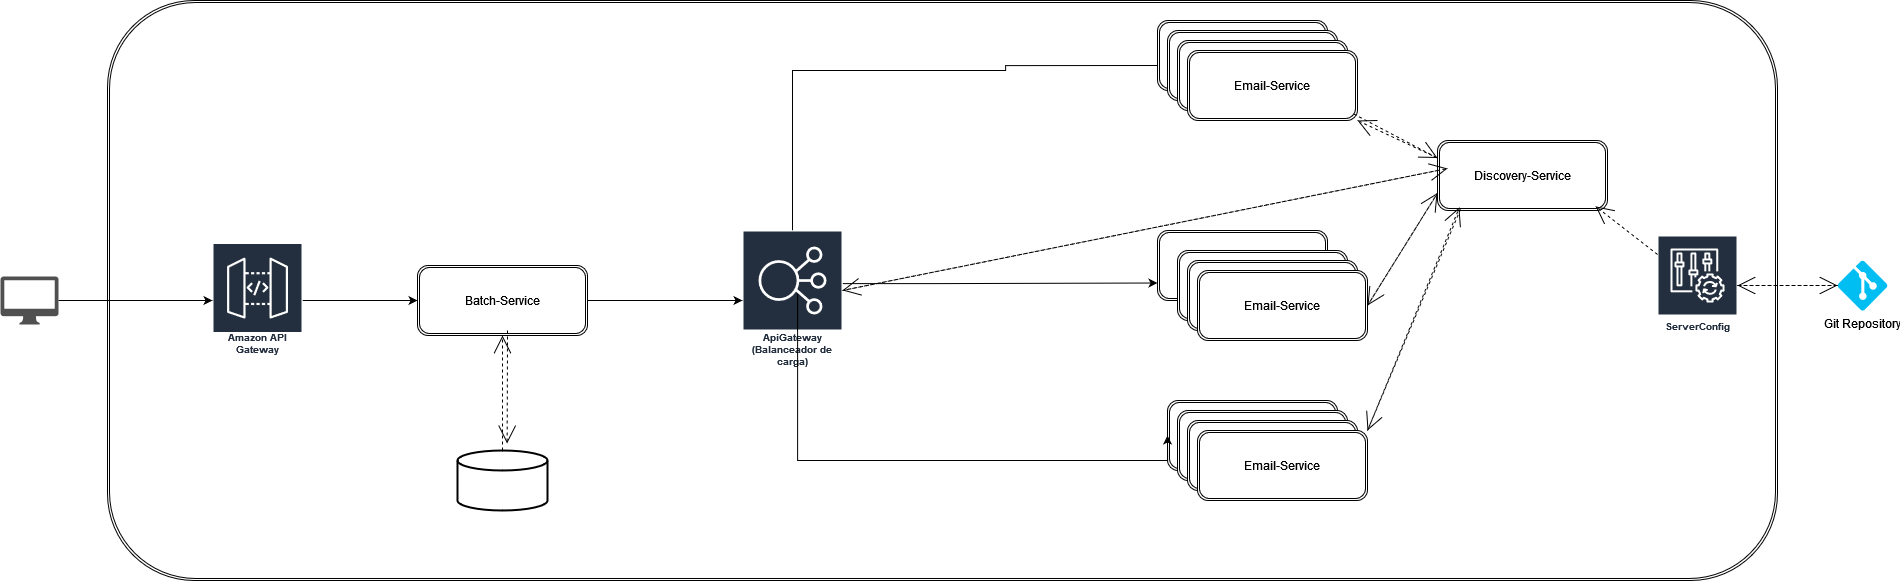 Email-Service
Discovery-Service
Amazon API
Gateway
Batch-Service
ApiGateway
(Balanceador de
carga)
Email-Service
ServerConfig
Git Repository
Email-Service